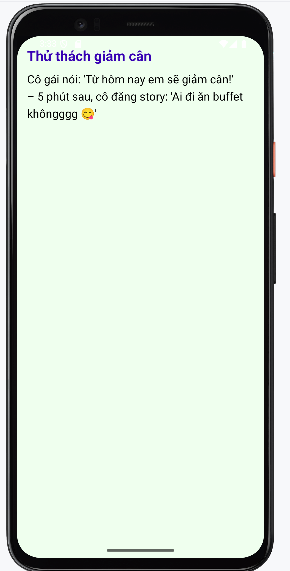 Thử thách giảm cân
Cô gái nói: 'Từ hôm nay em sẽ giảm cân!'
– 5 phút sau, cô đăng story: 'Ai đi ăn buffet
khôngggg 😋'